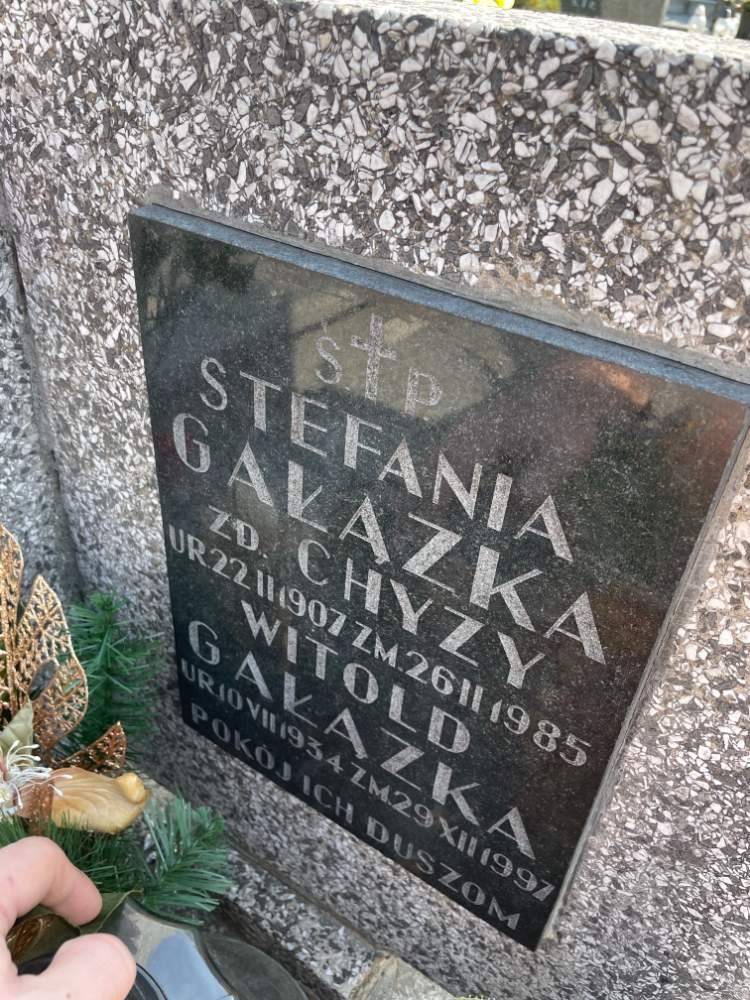 Ś P
STEFANIA
GAŁĄZKA
ZD. CHYZY
UR.22 II 1907 ZM.26 II 1985
WITOLD
GAŁĄZKA
UR.10 VII 1934 ZM.29 XII 1997
POKÓJ ICH DUSZOM